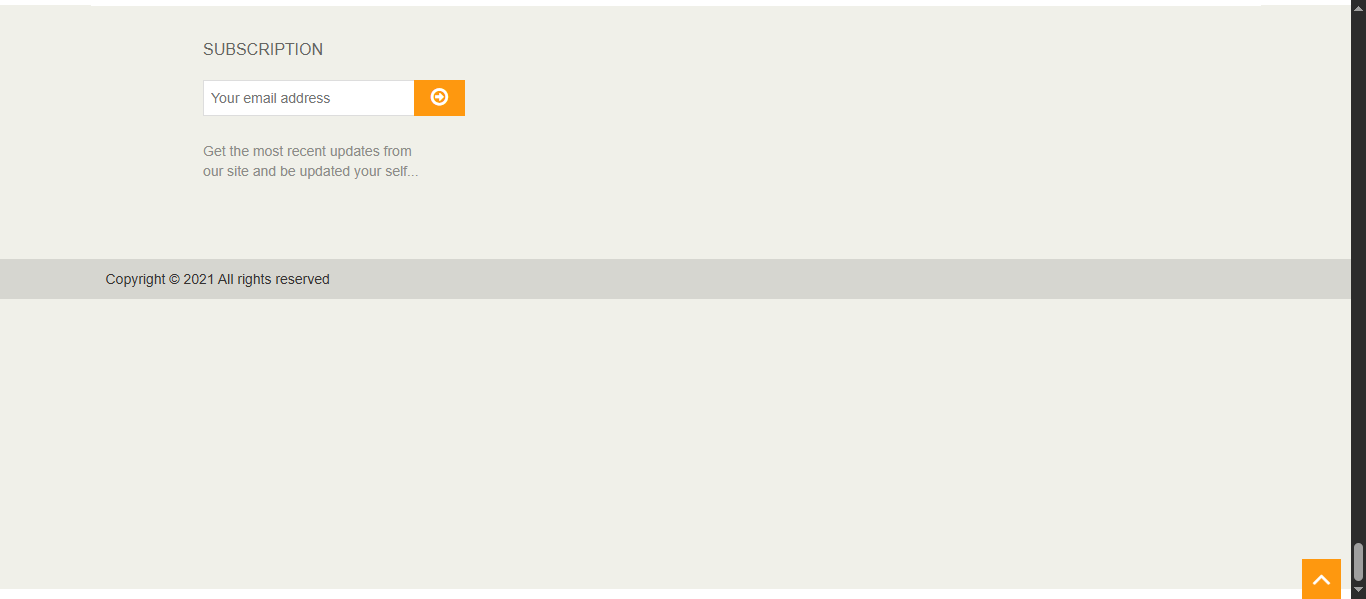 SUBSCRIPTION
Your email address
Get the most recent updates from
our site and be updated your self...
Copyright © 2021 All rights reserved